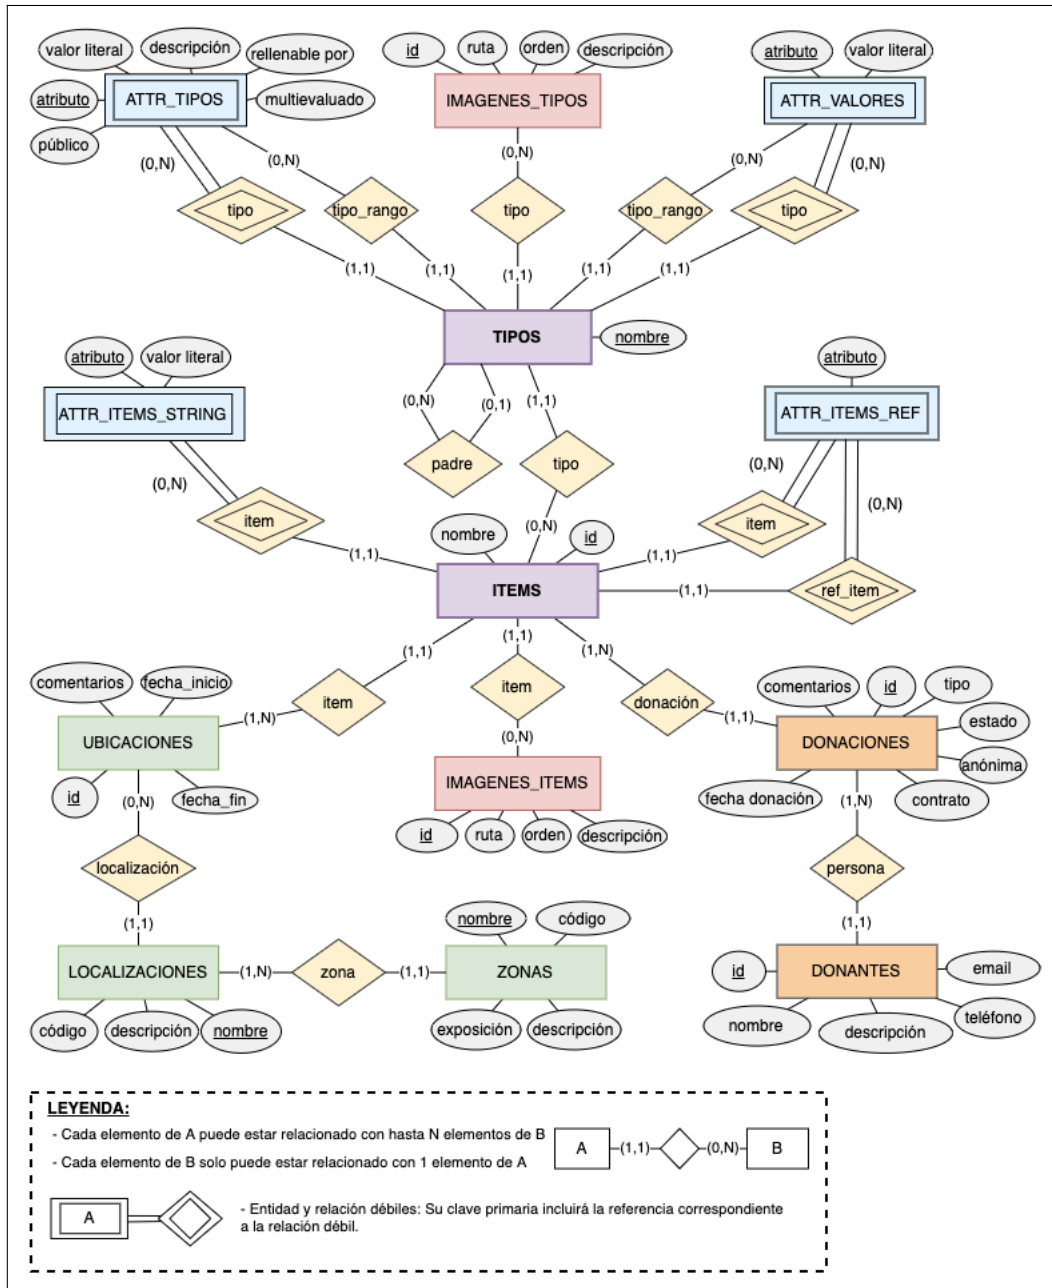 valor literal
descripción
rellenable por
atributo
ATTR_TIPOS
multievaluado
público
id
ruta
orden
descripción
IMAGENES_TIPOS
atributo
valor literal
ATTR_VALORES
(0,N)
(0,N)
(0,N)
(0,N)
(0,N)
tipo
tipo_rango
tipo
tipo_rango
tipo
(1,1)
(1,1)
(1,1)
(1,1)
(1,1)
TIPOS
nombre
atributo
valor literal
ATTR_ITEMS_STRING
atributo
ATTR_ITEMS_REF
(0,N)
(0,1)
(1,1)
padre
tipo
(0,N)
(0,N)
(0,N)
item
item
(0,N)
nombre
id
(1,1)
(1,1)
ITEMS
(1,1)
ref_item
(1,1)
(1,1)
(1,N)
comentarios
fecha_inicio
item
item
donación
(1,N)
(1,1)
UBICACIONES
id
fecha_fin
comentarios
id
tipo
estado
DONACIONES
anónima
fecha donación
contrato
(0,N)
(0,N)
IMAGENES_ITEMS
id
ruta
orden
descripción
(1,N)
localización
persona
(1,1)
(1,1)
LOCALIZACIONES
(1,N)
zona
(1,1)
nombre
código
ZONAS
código
descripción
nombre
exposición
descripción
id
DONANTES
email
nombre
descripción
teléfono
LEYENDA:
- Cada elemento de A puede estar relacionado con hasta N elementos de B
- Cada elemento de B solo puede estar relacionado con 1 elemento de A
A
(1,1)
(0,N)
B
A
- Entidad y relación débiles: Su clave primaria incluirá la referencia correspondiente
a la relación débil.